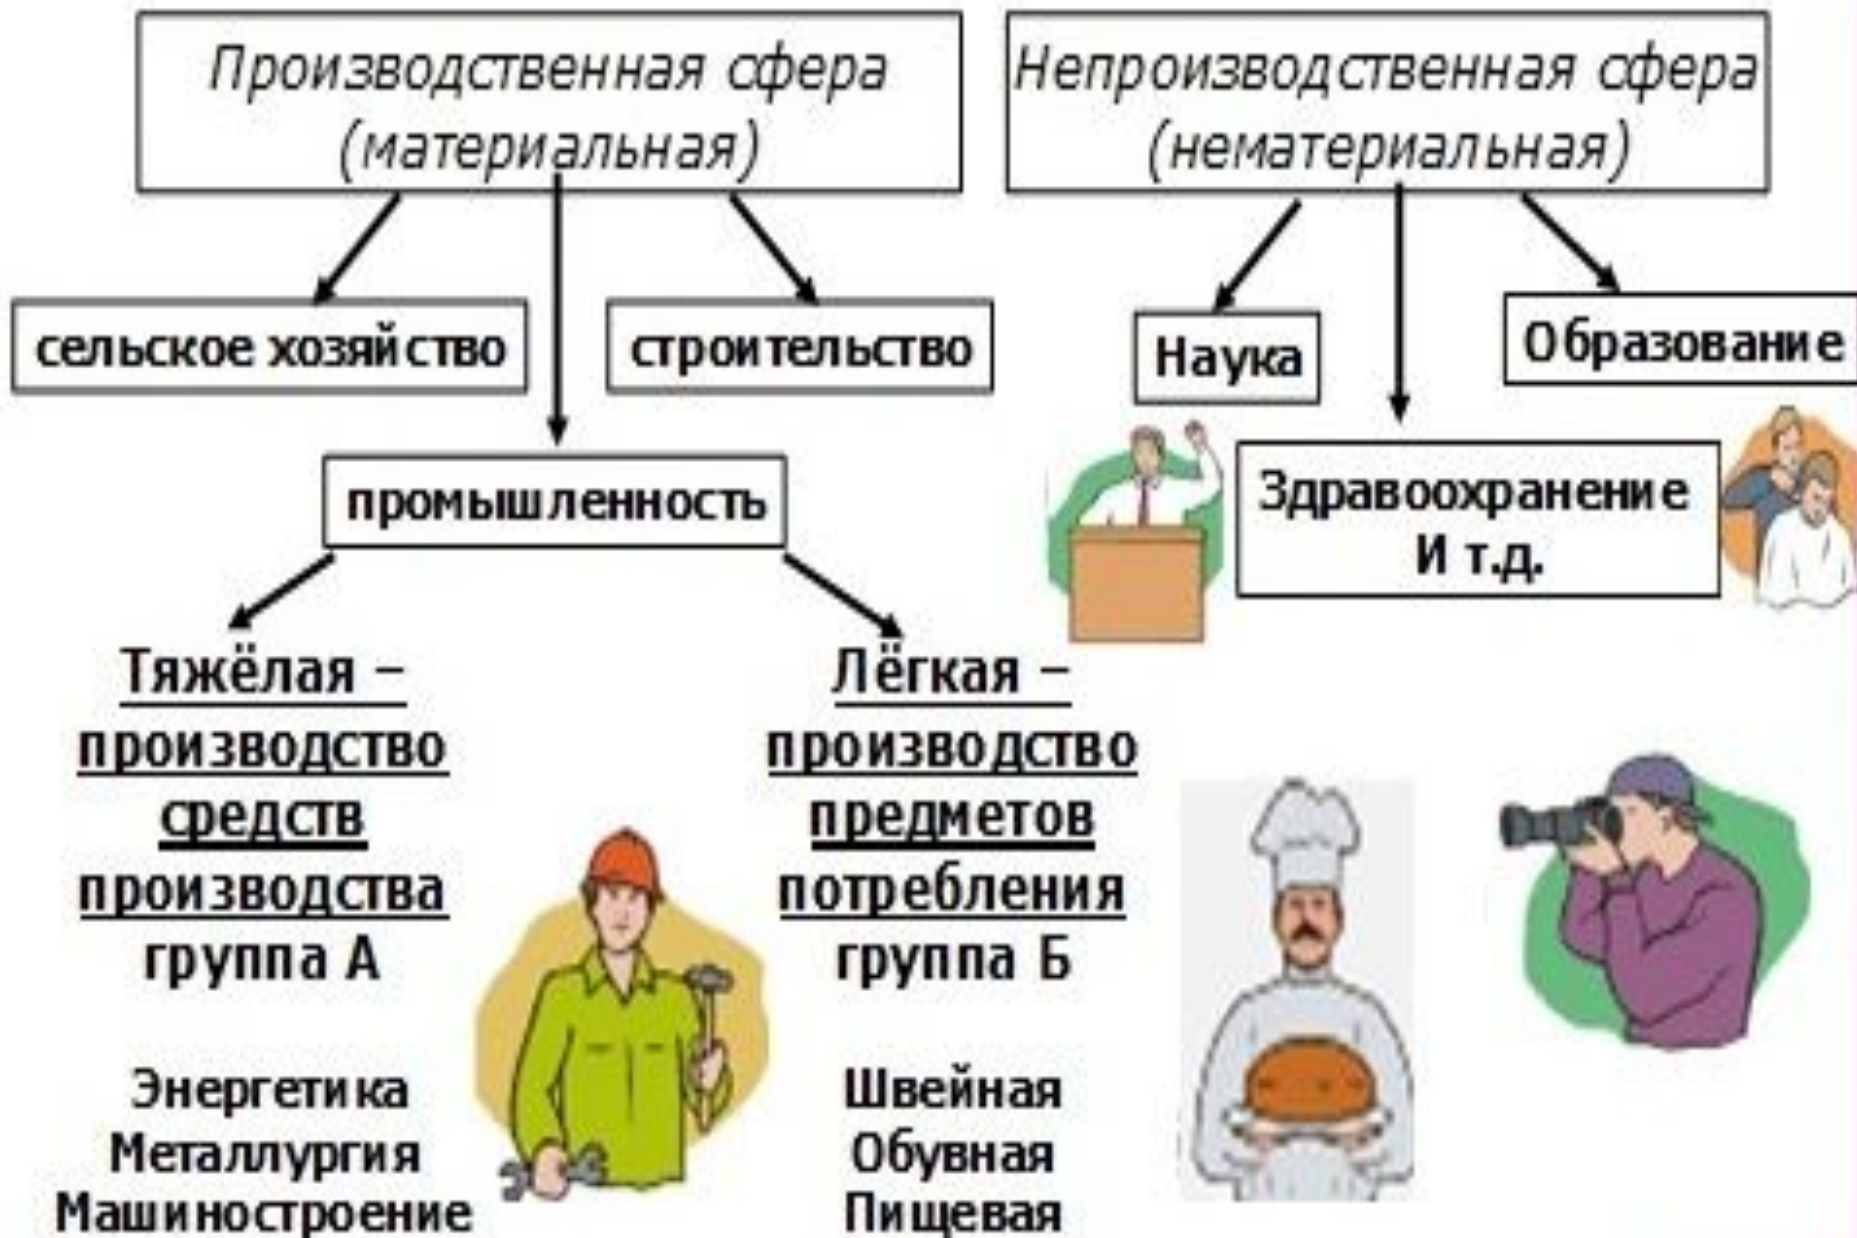 Производственная сфера
(материальная)
Непроизводственная сфера
(нематериальная)
сельское хозяйство
строительство
Наука
Образование
промышленность
Здравоохранение
И т.д.
Тяжёлая –
производство
средств
производства
группа А
Энергетика
Металлургия
Машиностроение
Лёгкая –
производство
предметов
потребления
группа Б
Швейная
Обувная
Пищевая